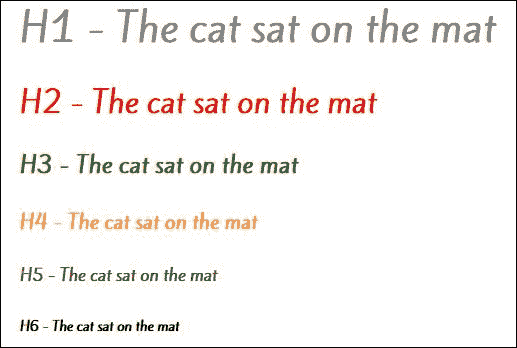 H1 - The cat sat on the mat
H2 - The cat sat on the mat
H3 - The cat sat on the mat
H4 - The cat sat on the mat
H5 - The cat sat on the mat
H6 - The cat sat on the mat